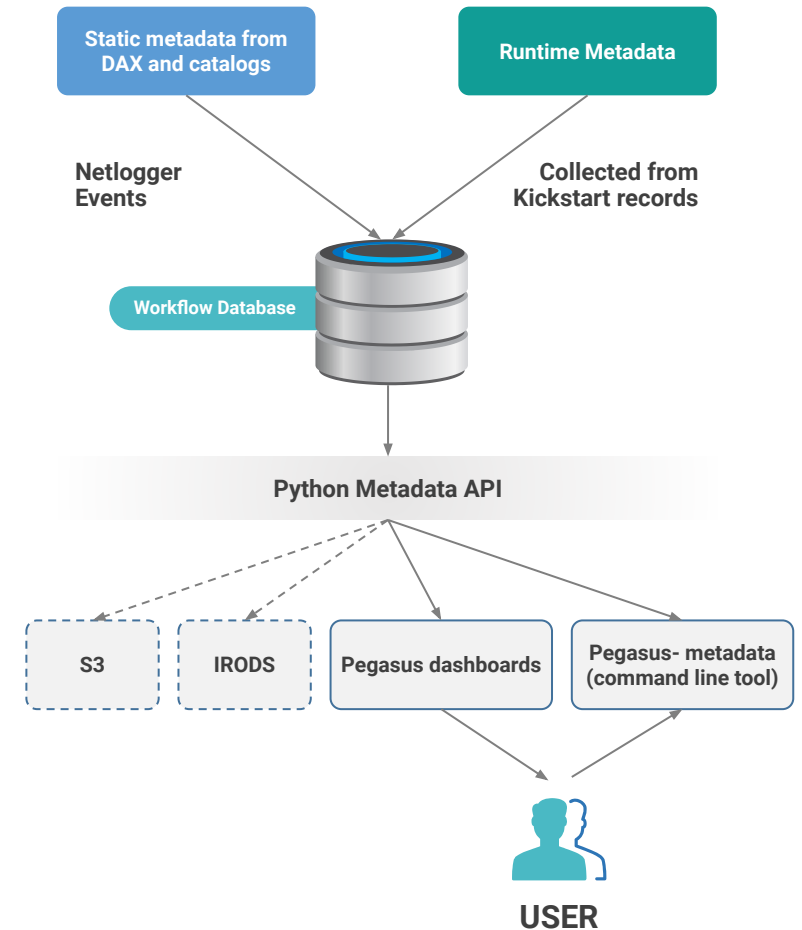 Static metadata from
DAX and catalogs
Runtime Metadata
Netlogger
Events
Collected from
Kickstart records
Workflow Database
Python Metadata API
S3
IRODS
Pegasus dashboards
Pegasus- metadata
(command line tool)
USER